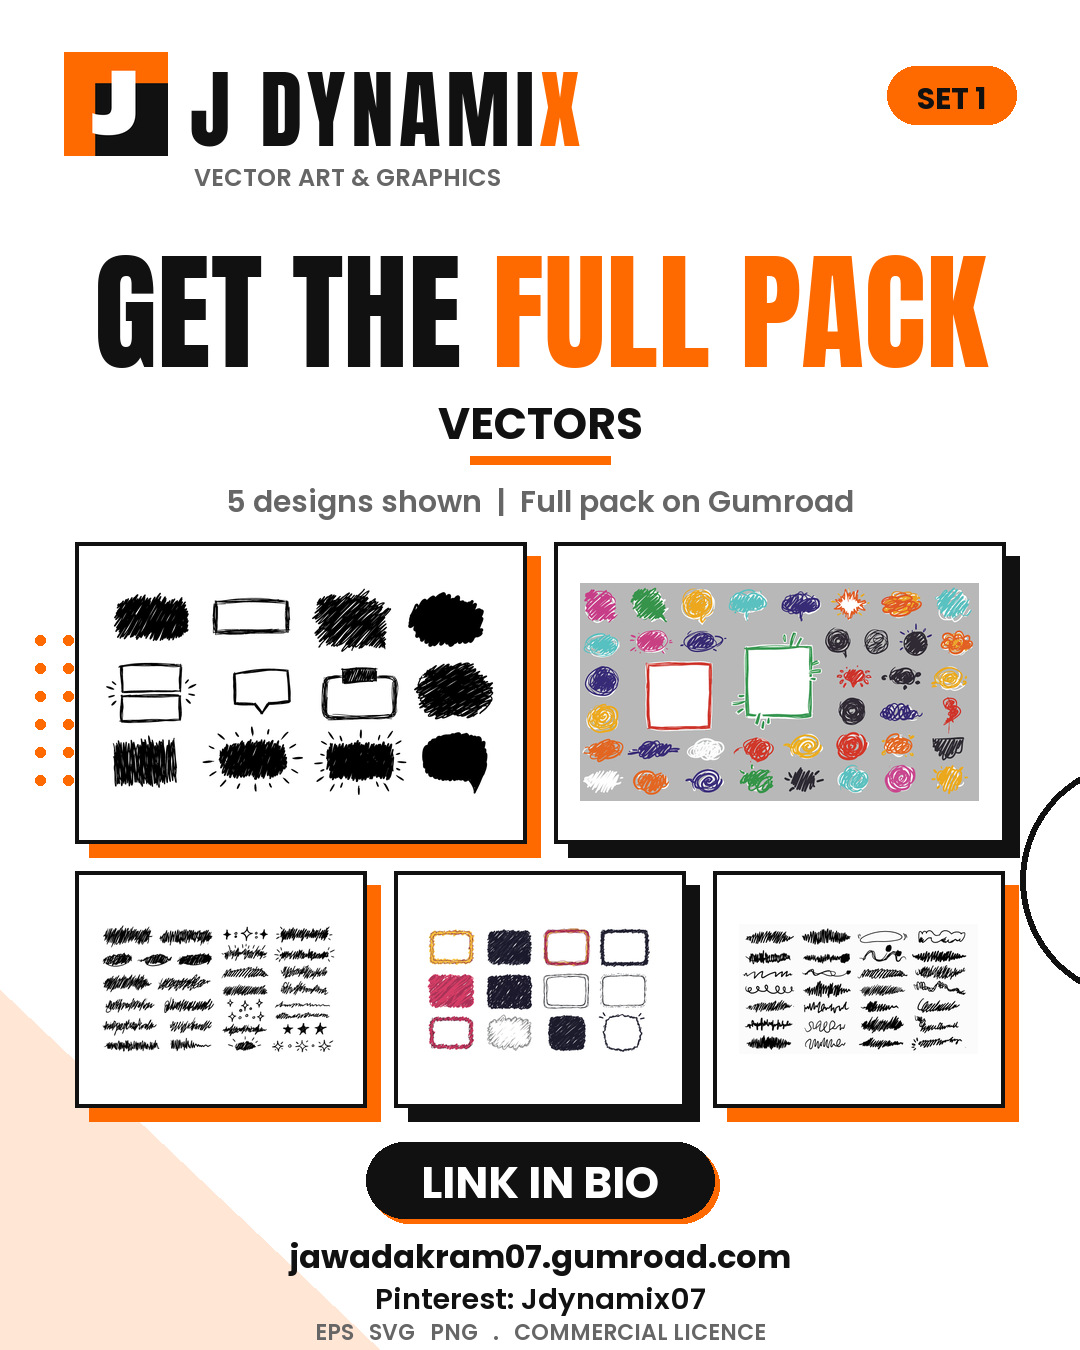 J
J DYNAMIX
VECTOR ART & GRAPHICS
SET 1
GET THE FULL PACK
VECTORS
5 designs shown | Full pack on Gumroad
LINK IN BIO
jawadakram07.gumroad.com
Pinterest: Jdynamix07
EPS SVG PNG . COMMERCIAL LICENCE